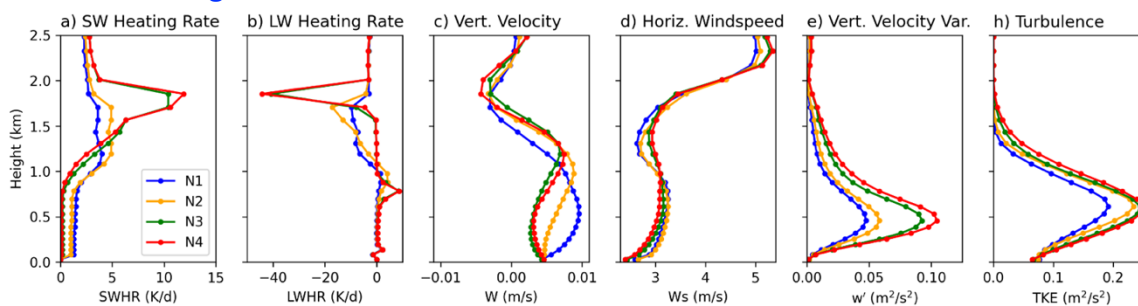 a) SW Heating Rate
b) LW Heating Rate
c) Vert. Velocity
d) Horiz. Windspeed
e) Vert. Velocity Var.
h) Turbulence
Height (km)
2.5
2.0
1.5
1.0
0.5
0.0
N1
N2
N3
N4
0 5 10 15
−40 −20 0
−0.01 0.00 0.01
3 4 5
0.00 0.05 0.10
0.0 0.1 0.2
SWHR (K/d)
LWHR (K/d)
W (m/s)
Ws (m/s)
w' (m²/s²)
TKE (m²/s²)